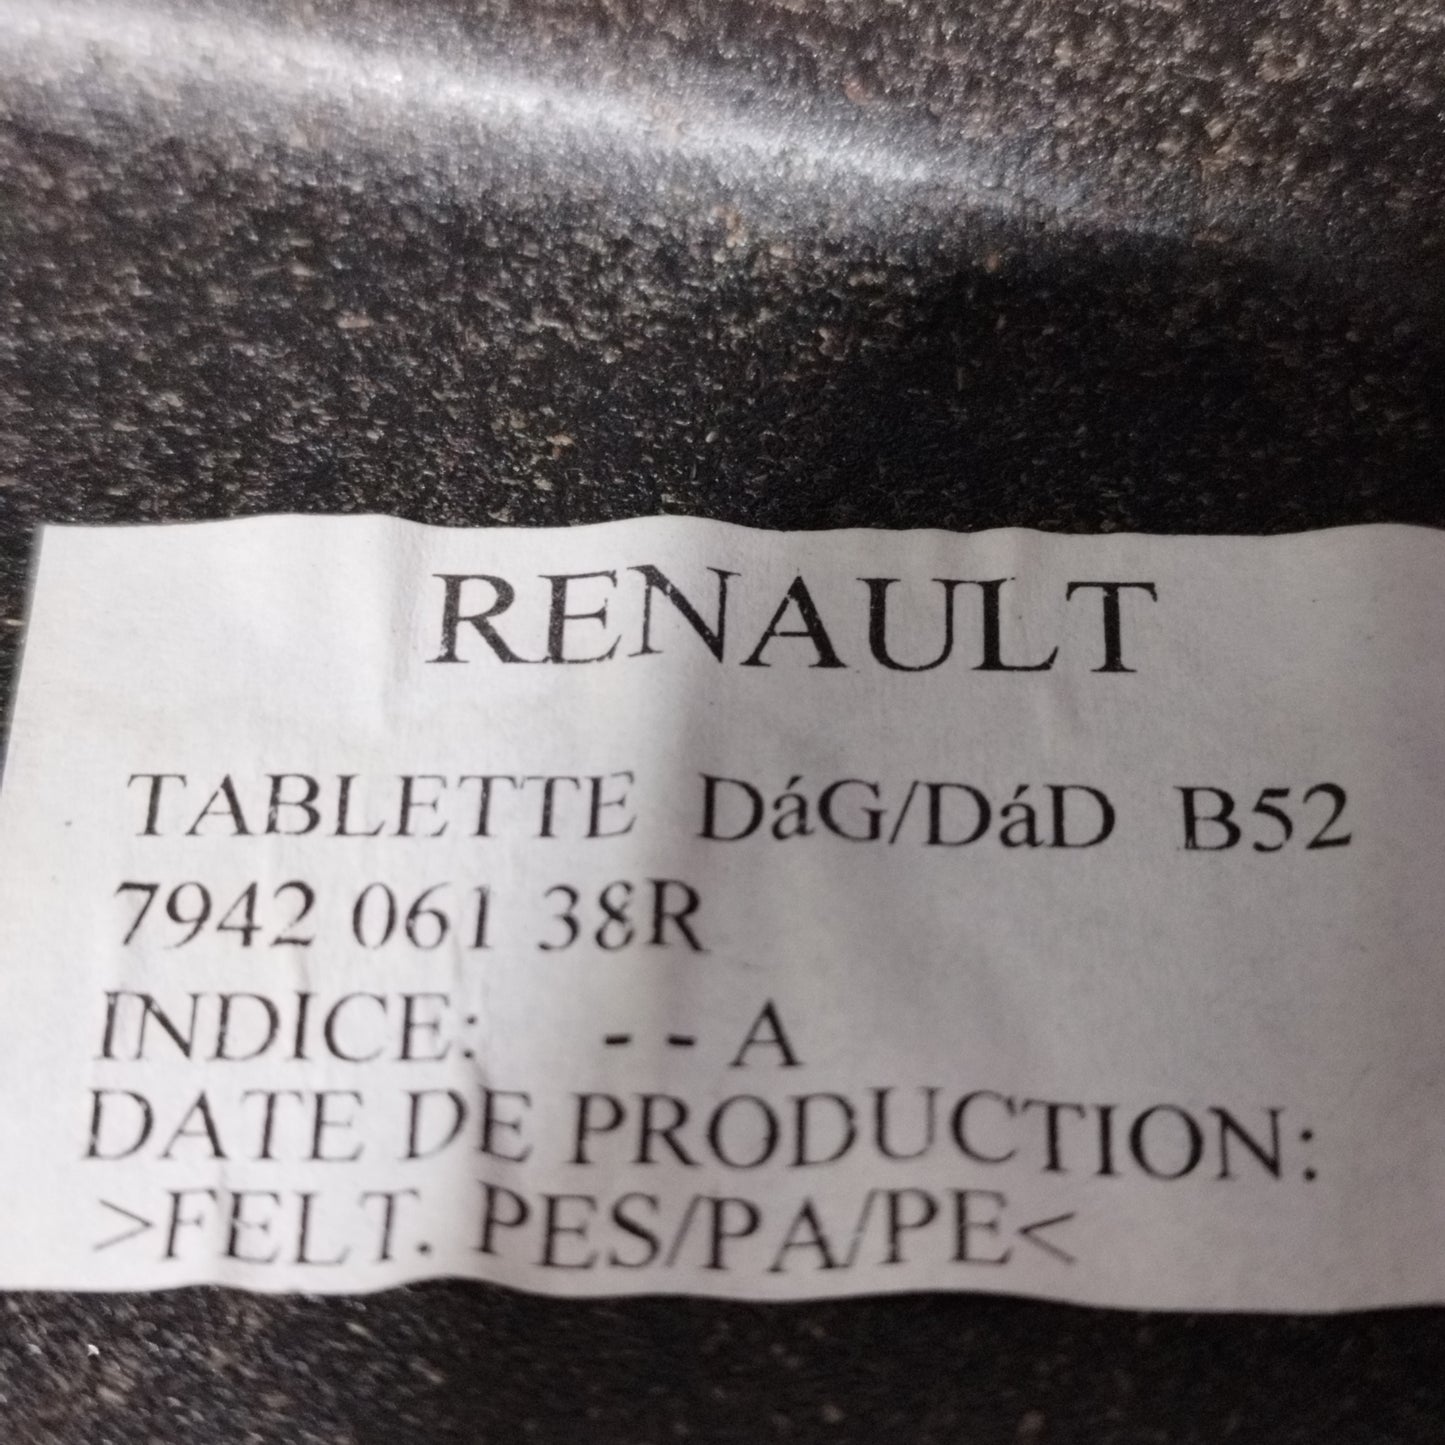 RENAULT
TABLETTE DáG/DáD B52
7942 061 38R
INDICE: - - A
DATE DE PRODUCTION:
>FELT. PES/PA/PE<